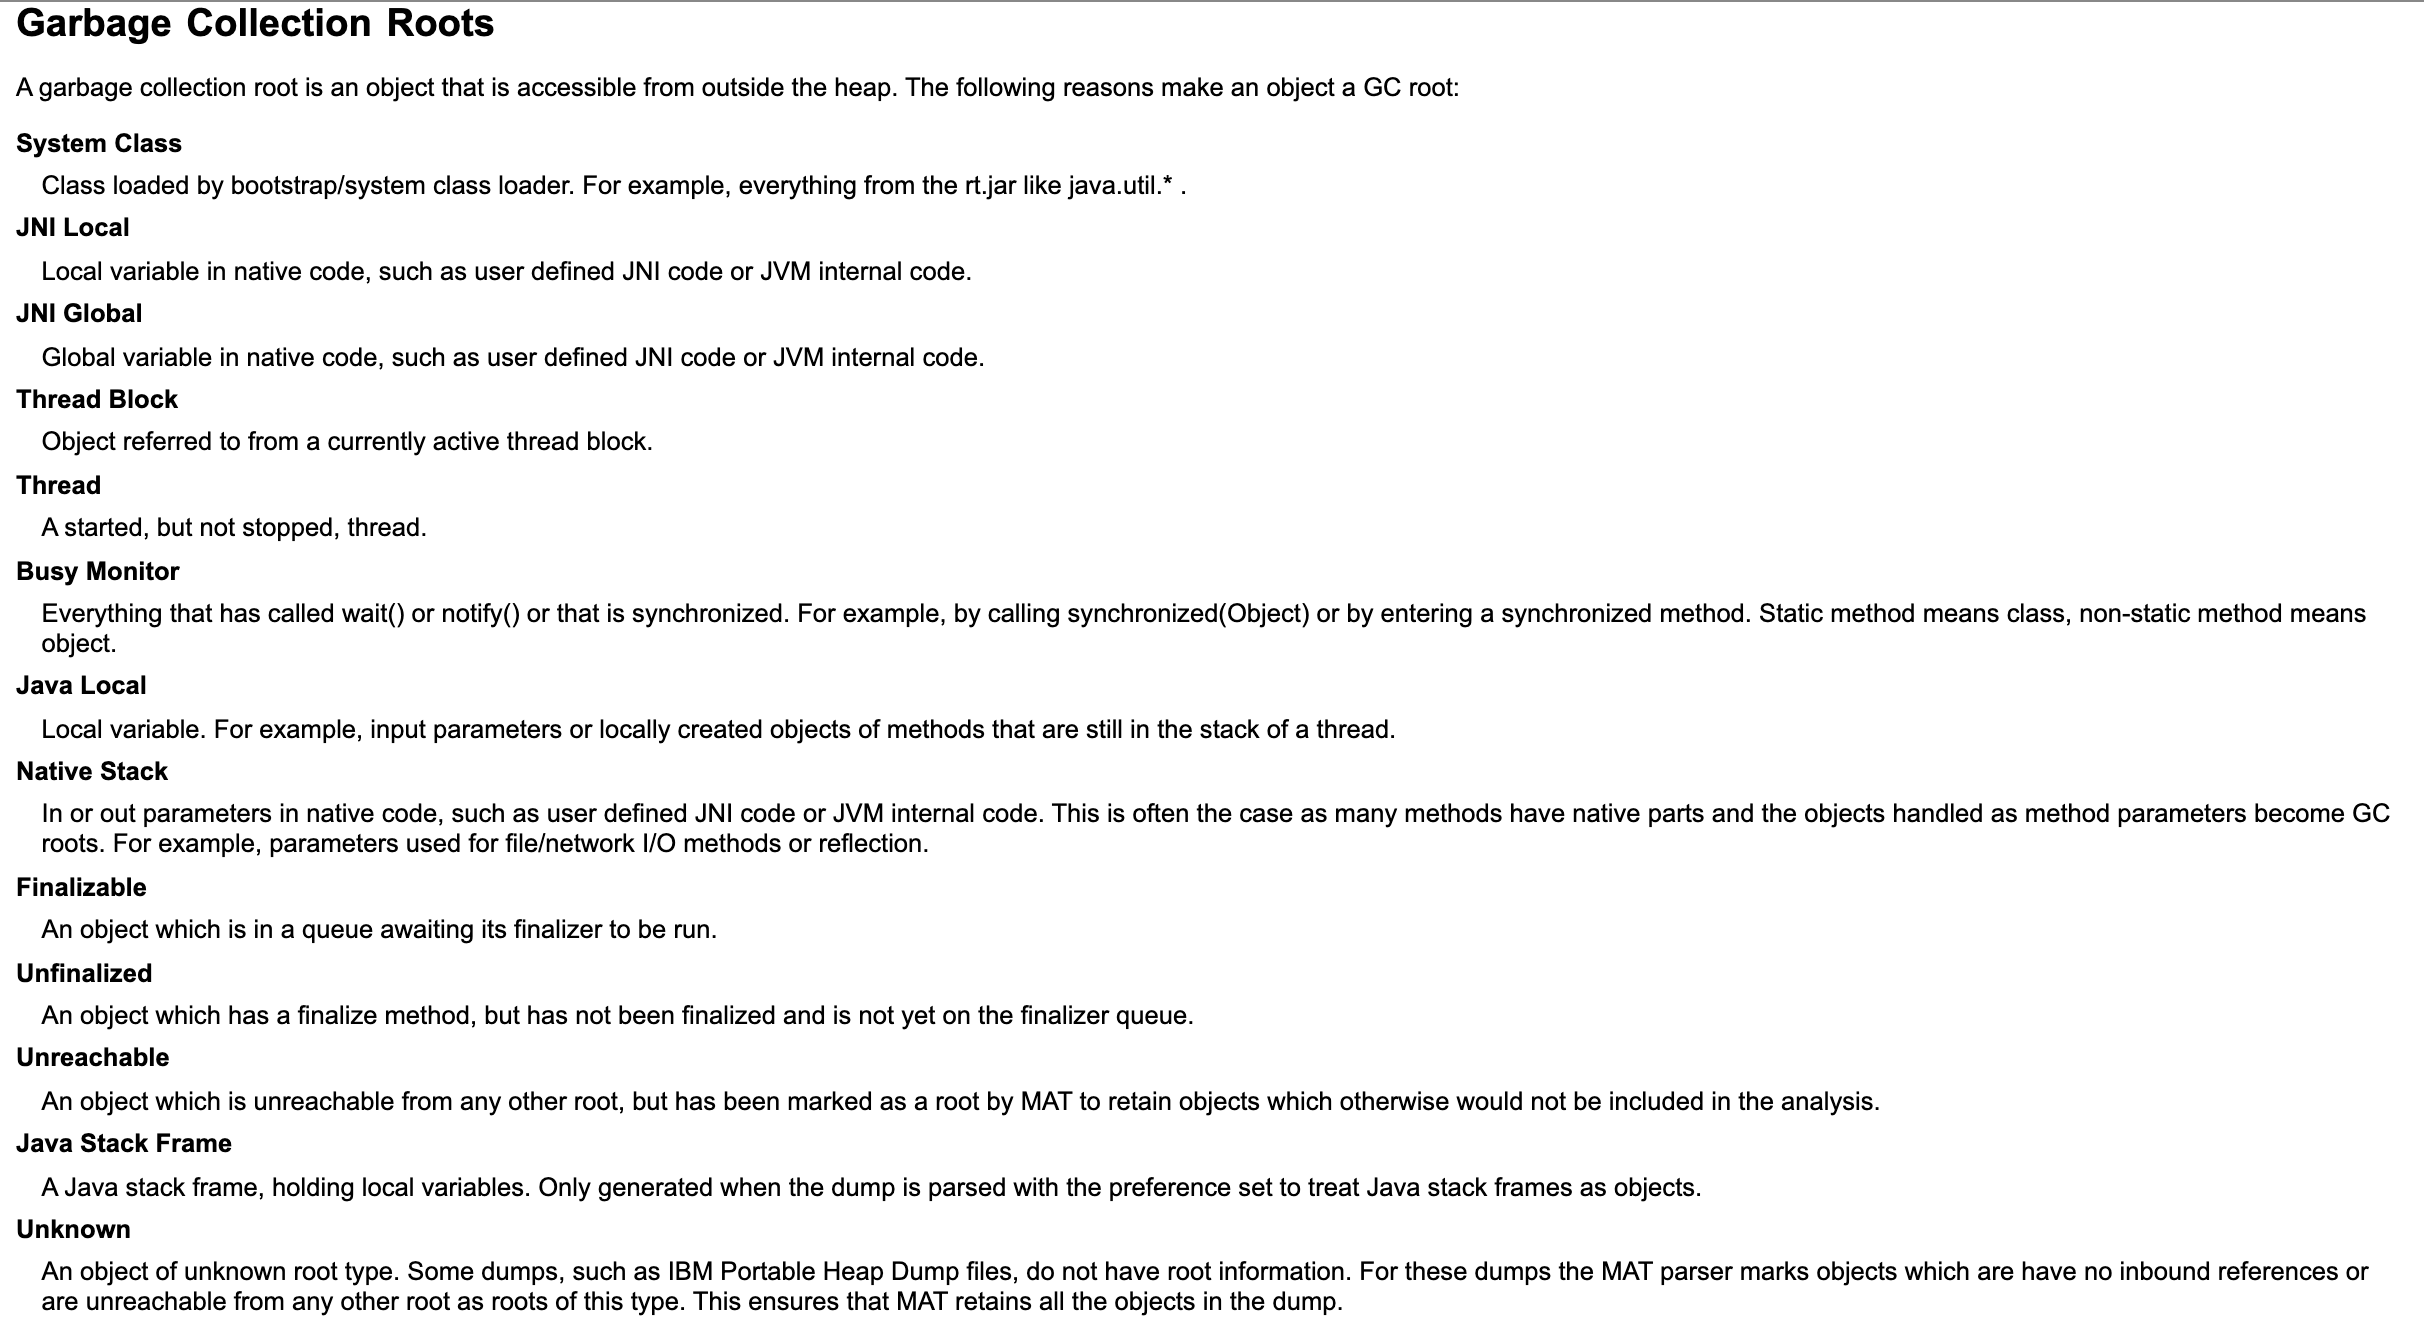 Garbage Collection Roots
A garbage collection root is an object that is accessible from outside the heap. The following reasons make an object a GC root:
System Class
Class loaded by bootstrap/system class loader. For example, everything from the rt.jar like java.util.* .
JNI Local
Local variable in native code, such as user defined JNI code or JVM internal code.
JNI Global
Global variable in native code, such as user defined JNI code or JVM internal code.
Thread Block
Object referred to from a currently active thread block.
Thread
A started, but not stopped, thread.
Busy Monitor
Everything that has called wait() or notify() or that is synchronized. For example, by calling synchronized(Object) or by entering a synchronized method. Static method means class, non-static method means
object.
Java Local
Local variable. For example, input parameters or locally created objects of methods that are still in the stack of a thread.
Native Stack
In or out parameters in native code, such as user defined JNI code or JVM internal code. This is often the case as many methods have native parts and the objects handled as method parameters become GC
roots. For example, parameters used for file/network I/O methods or reflection.
Finalizable
An object which is in a queue awaiting its finalizer to be run.
Unfinalized
An object which has a finalize method, but has not been finalized and is not yet on the finalizer queue.
Unreachable
An object which is unreachable from any other root, but has been marked as a root by MAT to retain objects which otherwise would not be included in the analysis.
Java Stack Frame
A Java stack frame, holding local variables. Only generated when the dump is parsed with the preference set to treat Java stack frames as objects.
Unknown
An object of unknown root type. Some dumps, such as IBM Portable Heap Dump files, do not have root information. For these dumps the MAT parser marks objects which are have no inbound references or
are unreachable from any other root as roots of this type. This ensures that MAT retains all the objects in the dump.